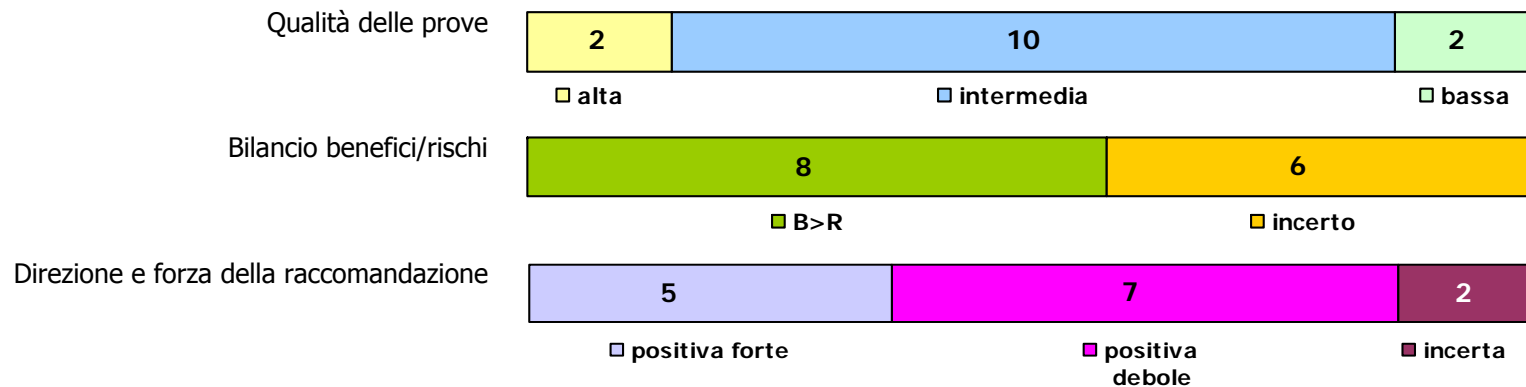 Qualità delle prove
2 10 2
alta intermedia bassa
Bilancio benefici/rischi
8 6
B>R incerto
Direzione e forza della raccomandazione
5 7 2
positiva forte positiva debole incerta